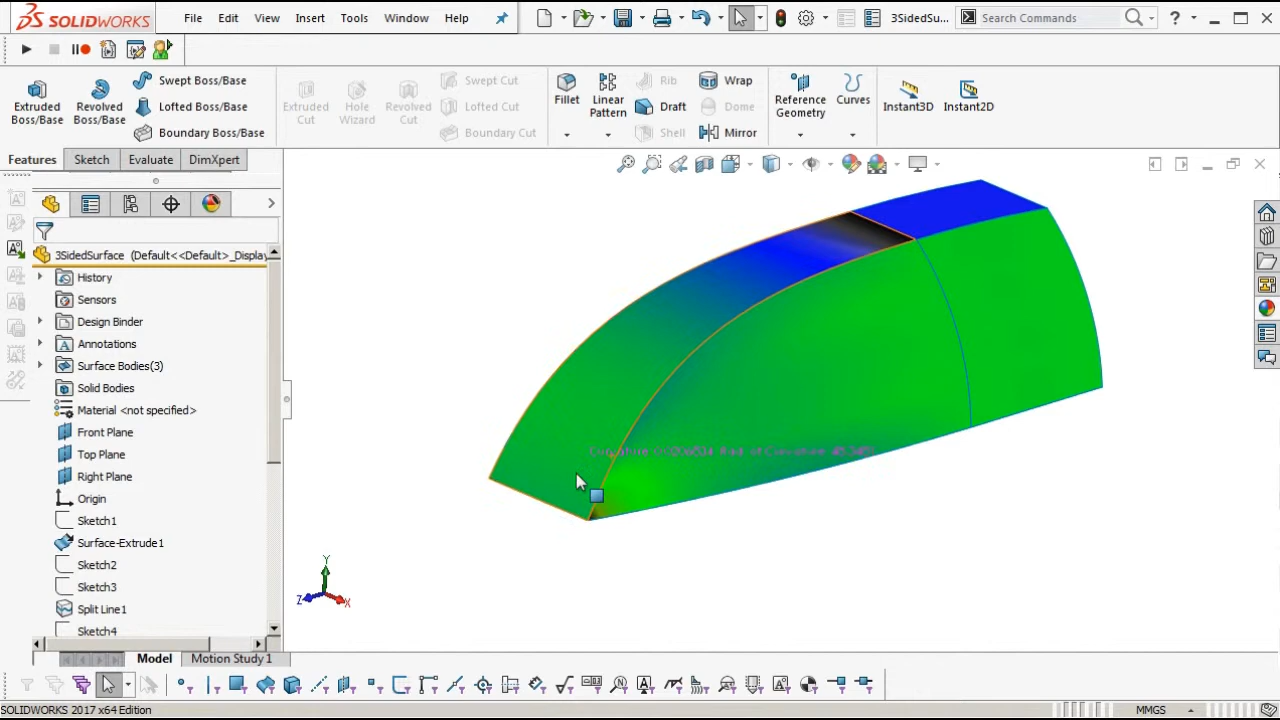 SOLIDWORKS File Edit View Insert Tools Window Help 3SidedSu... Search Commands ?
Swept Boss/Base Swept Cut Rib Wrap
Extruded Boss/Base Revolved Boss/Base Lofted Boss/Base Extruded Cut Hole Wizard Revolved Cut Lofted Cut Fillet Linear Pattern Draft Dome Reference Geometry Curves Instant3D Instant2D
Boundary Boss/Base Boundary Cut Shell Mirror
Features Sketch Evaluate DimXpert
3SidedSurface (Default<<Default>_Display
History
Sensors
Design Binder
Annotations
Surface Bodies(3)
Solid Bodies
Material <not specified>
Front Plane
Top Plane
Right Plane
Origin
Sketch1
Surface-Extrude1
Sketch2
Sketch3
Split Line1
Sketch4
Y
Z X
Model Motion Study 1
SOLIDWORKS 2017 x64 Edition MMGS